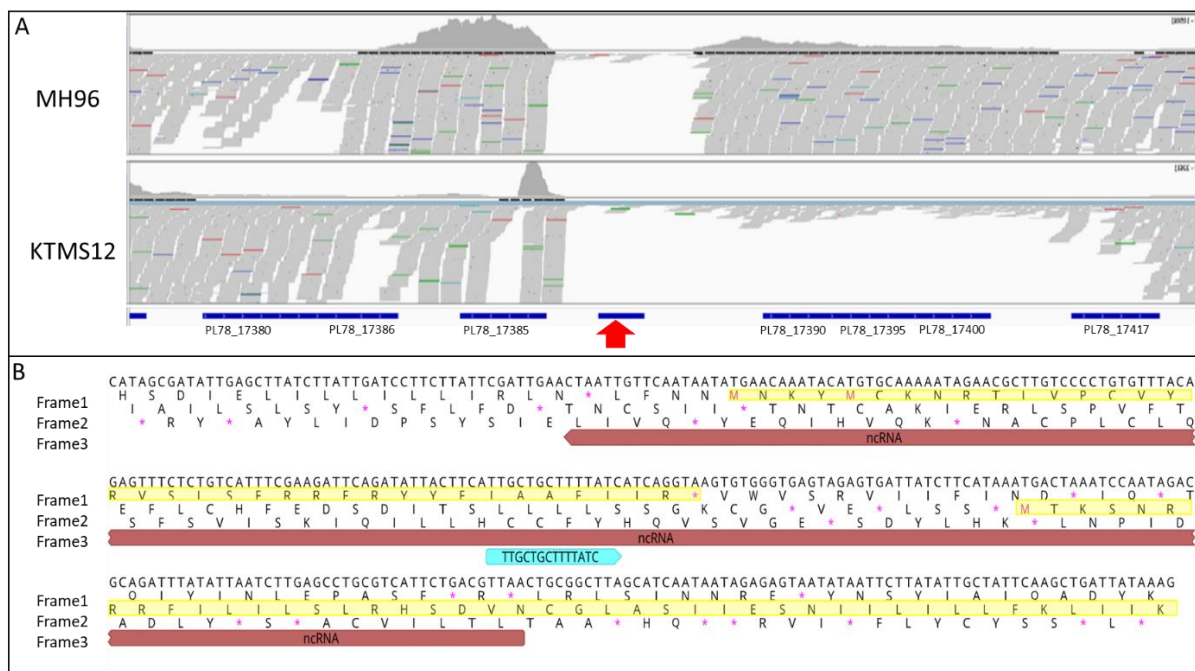 A
MH96
KTMS12
PL78_17380
PL78_17386
PL78_17385
PL78_17390
PL78_17395
PL78_17400
PL78_17417
B
CATAGCGATATTGAGCTTATCTTATTGATCCTTCTTATTCGATTGAACTAATTGTTCAATAATATGAACAAATACATGTGCAAAAATAGAACGCTTGTCCCCTGTGTTTACA
Frame1 H S D I E L I L L I L L I R L N * L F N N M N K Y M C K N R T L V P C V Y
Frame2 I A I L S L S Y * S F L F D * T N C S I I * T N T C A K I E R L S P V F T
Frame3 * R Y * A Y L I D P S Y S I E L I V Q * Y E Q I H V Q K * N A C P L C L Q
ncRNA
GAGTTTCTCTGTCATTTCGAAGATTCAGATATTACTTCATTGCTGCTTTTATCATCAGGTAAGTGTGGGTGAGTAGAGTGATTATCTTCATAAATGACTAAATCCAATAGAC
Frame1 R V S L S F R R F R Y Y F I A A F I I R * V W V S R V I I F I N D * I Q * T
Frame2 E F L C H F E D S D I T S L L L L S S G K C G * V E * L S S * M T K S N R
Frame3 S F S V I S K I Q I L L H C C F Y H Q V S V G E * S D Y L H K * L N P I D
ncRNA
TTGCTGCTTTTATC
GCAGATTTATATTAATCTTGAGCCTGCGTCATTCTGACGTTAACTGCGGCTTAGCATCAATAATAGAGAGTAATATAATTCTTATATTGCTATTCAAGCTGATTATAAAG
Frame1 Q I Y I N L E P A S F * R * L R L S I N N R E * Y N S Y I A I Q A D Y K
Frame2 R R F I L I L S L R H S D V N C G L A S I I E S N I I L I L L F K L I I K
Frame3 A D L Y * S * A C V I L T L T A A * H Q * * R V I * F L Y C Y S S * L *
ncRNA